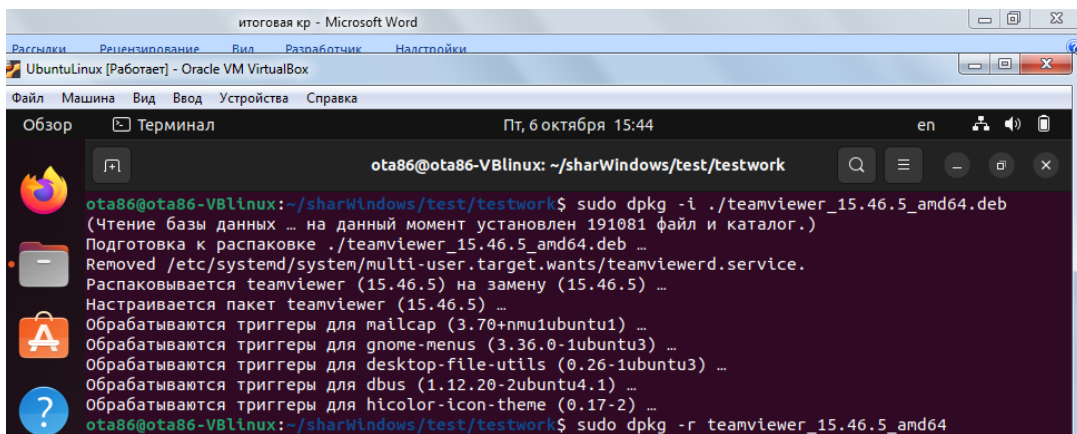 итоговая кр - Microsoft Word
Рассылки Рецензирование Вид Разработчик Надстройки
UbuntuLinux [Работает] - Oracle VM VirtualBox
Файл Машина Вид Ввод Устройства Справка
Обзор Терминал Пт, 6 октября 15:44 en
ota86@ota86-VBlinux: ~/sharWindows/test/testwork
ota86@ota86-VBlinux:~/sharWindows/test/testwork$ sudo dpkg -i ./teamviewer_15.46.5_amd64.deb
(Чтение базы данных … на данный момент установлен 191081 файл и каталог.)
Подготовка к распаковке ./teamviewer_15.46.5_amd64.deb …
Removed /etc/systemd/system/multi-user.target.wants/teamviewerd.service.
Распаковывается teamviewer (15.46.5) на замену (15.46.5) …
Настраивается пакет teamviewer (15.46.5) …
Обрабатываются триггеры для mailcap (3.70+nmu1ubuntu1) …
Обрабатываются триггеры для gnome-menus (3.36.0-1ubuntu3) …
Обрабатываются триггеры для desktop-file-utils (0.26-1ubuntu3) …
Обрабатываются триггеры для dbus (1.12.20-2ubuntu4.1) …
Обрабатываются триггеры для hicolor-icon-theme (0.17-2) …
ota86@ota86-VBlinux:~/sharWindows/test/testwork$ sudo dpkg -r teamviewer_15.46.5_amd64